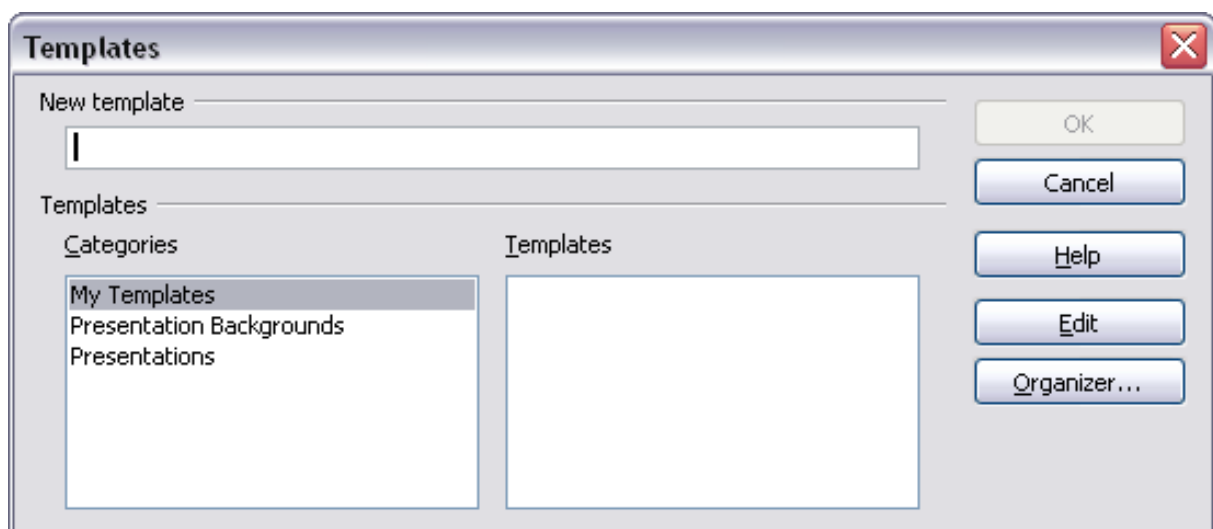 Templates
New template
OK
Cancel
Templates
Categories
Templates
Help
My Templates
Presentation Backgrounds
Presentations
Edit
Organizer...